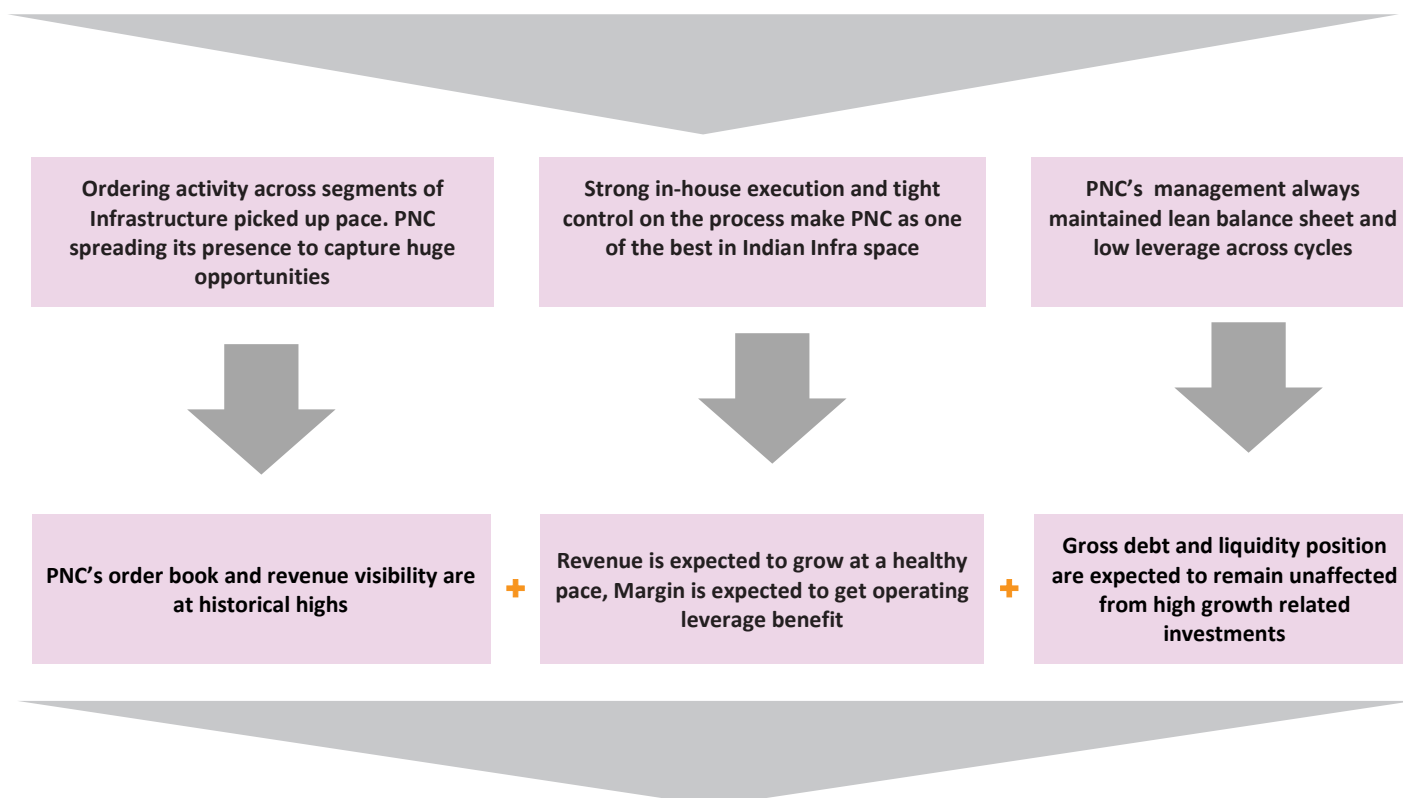 Ordering activity across segments of
Infrastructure picked up pace. PNC
spreading its presence to capture huge
opportunities
Strong in-house execution and tight
control on the process make PNC as one
of the best in Indian Infra space
PNC’s  management always
maintained lean balance sheet and
low leverage across cycles
PNC’s order book and revenue visibility are
at historical highs
+
Revenue is expected to grow at a healthy
pace, Margin is expected to get operating
leverage benefit
+
Gross debt and liquidity position
are expected to remain unaffected
from high growth related
investments